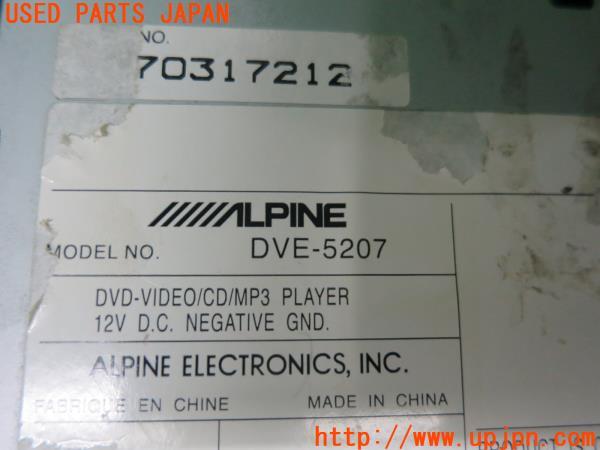 USED PARTS JAPAN
NO.
70317212
ALPINE
MODEL NO. DVE-5207
DVD-VIDEO/CD/MP3 PLAYER
12V D.C. NEGATIVE GND.
ALPINE ELECTRONICS, INC.
FABRIQUE EN CHINE MADE IN CHINA
http://www.upjpn.com/